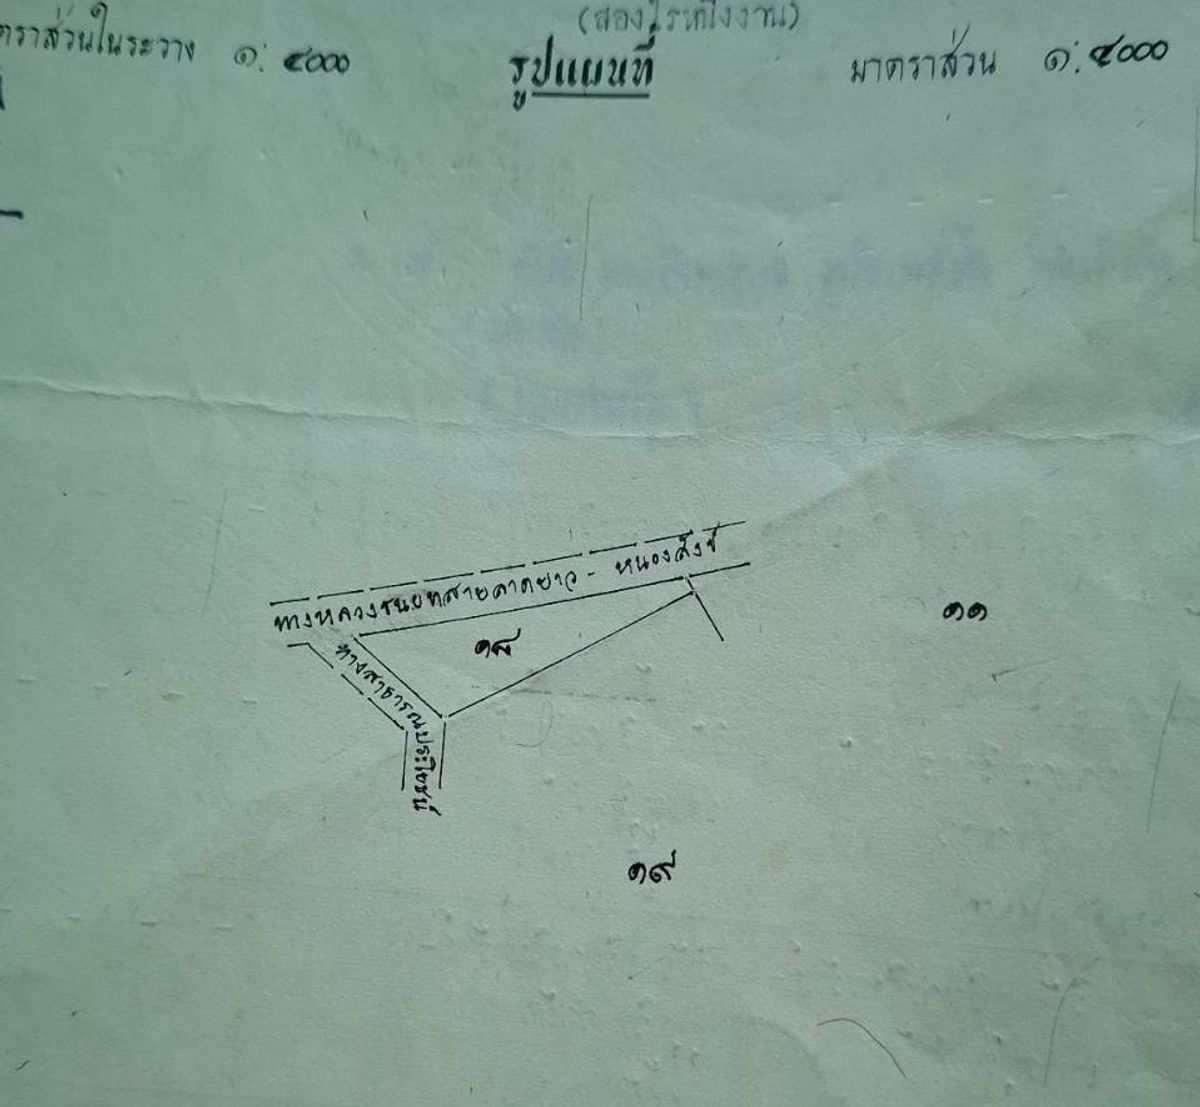 (สองไร่หนึ่งงาน)
มาตราส่วนในระวาง ๑:๔๐๐๐
รูปแผนที่
มาตราส่วน ๑:๔๐๐๐
ทางหลวงชนบทสายลาดยาว - หนองสังข์
๑๘
ทางสาธารณประโยชน์
๑๑
๑๙